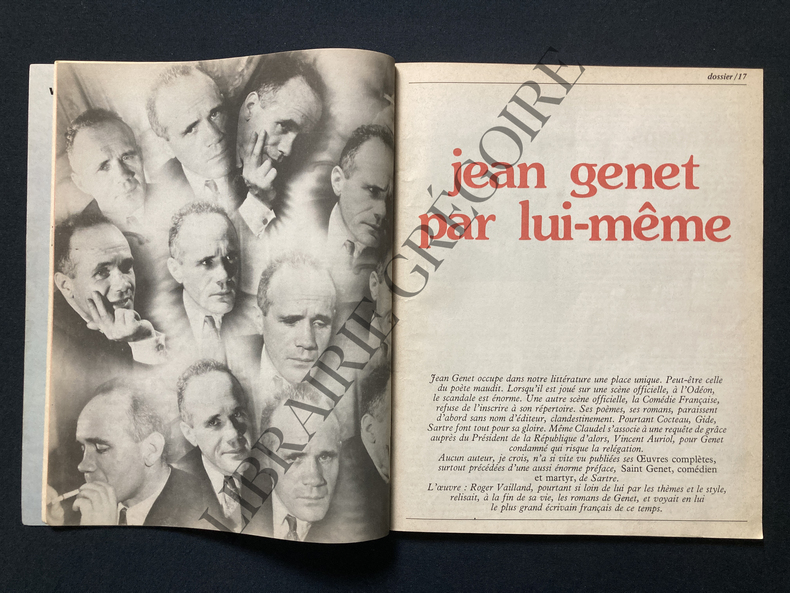 dossier/17
jean genet
par lui-même
Jean Genet occupe dans notre littérature une place unique. Peut-être celle
du poète maudit. Lorsqu'il est joué sur une scène officielle, à l'Odéon,
le scandale est énorme. Une autre scène officielle, la Comédie Française,
refuse de l'inscrire à son répertoire. Ses poèmes, ses romans, paraissent
d'abord sans nom d'éditeur, clandestinement. Pourtant Cocteau, Gide,
Sartre font tout pour sa gloire. Même Claudel s'associe à une requête de grâce
auprès du Président de la République d'alors, Vincent Auriol, pour Genet
condamné qui risque la relégation.
Aucun auteur, je crois, n'a si vite vu publiées ses Œuvres complètes,
surtout précédées d'une aussi énorme préface, Saint Genet, comédien
et martyr, de Sartre.
L'œuvre : Roger Vailland, pourtant si loin de lui par les thèmes et le style,
relisait, à la fin de sa vie, les romans de Genet, et voyait en lui
le plus grand écrivain français de ce temps.
LIBRAIRIE GRÉGOIRE